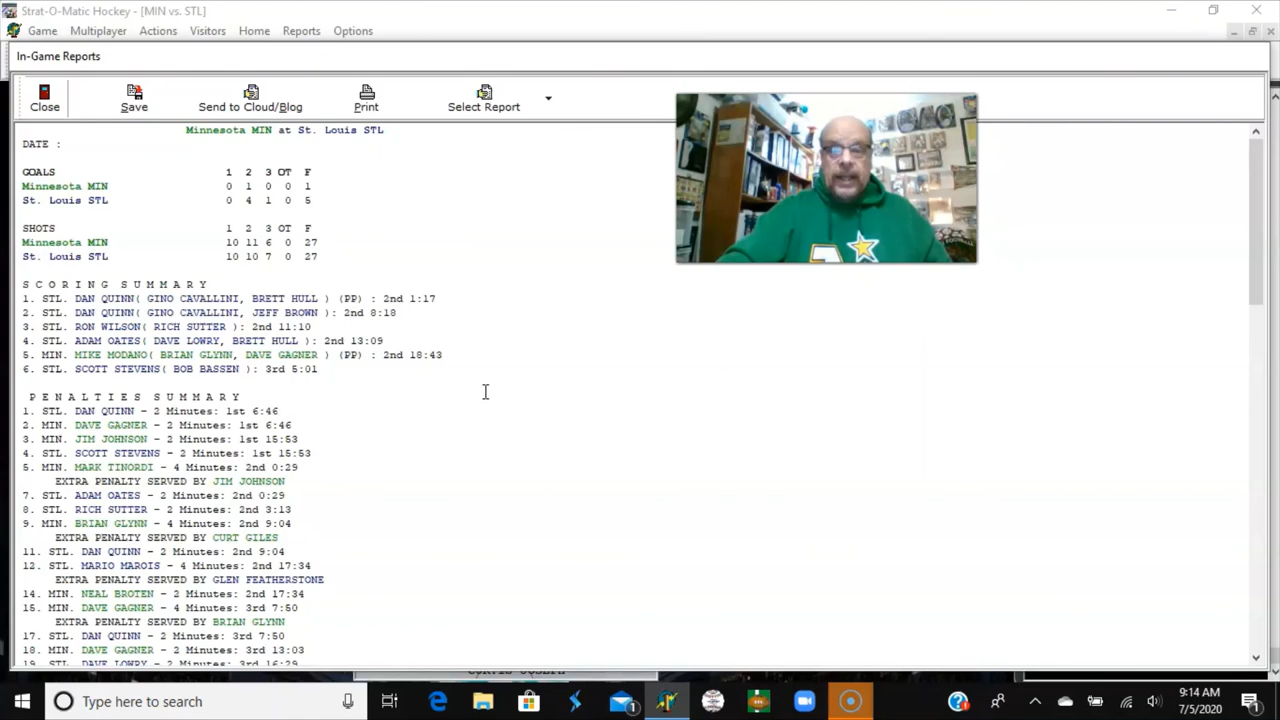 Strat-O-Matic Hockey - [MIN vs. STL]
Game Multiplayer Actions Visitors Home Reports Options
In-Game Reports
Close Save Send to Cloud/Blog Print Select Report
Minnesota MIN at St. Louis STL
DATE :
GOALS 1 2 3 OT F
Minnesota MIN 0 1 0 0 1
St. Louis STL 0 4 1 0 5
SHOTS 1 2 3 OT F
Minnesota MIN 10 11 6 0 27
St. Louis STL 10 10 7 0 27
S C O R I N G S U M M A R Y
1. STL. DAN QUINN( GINO CAVALLINI, BRETT HULL ) (PP) : 2nd 1:17
2. STL. DAN QUINN( GINO CAVALLINI, JEFF BROWN ): 2nd 8:18
3. STL. RON WILSON( RICH SUTTER ): 2nd 11:10
4. STL. ADAM OATES( DAVE LOWRY, BRETT HULL ): 2nd 13:09
5. MIN. MIKE MODANO( BRIAN GLYNN, DAVE GAGNER ) (PP) : 2nd 18:43
6. STL. SCOTT STEVENS( BOB BASSEN ): 3rd 5:01
P E N A L T I E S S U M M A R Y
1. STL. DAN QUINN - 2 Minutes: 1st 6:46
2. MIN. DAVE GAGNER - 2 Minutes: 1st 6:46
3. MIN. JIM JOHNSON - 2 Minutes: 1st 15:53
4. STL. SCOTT STEVENS - 2 Minutes: 1st 15:53
5. MIN. MARK TINORDI - 4 Minutes: 2nd 0:29
EXTRA PENALTY SERVED BY JIM JOHNSON
7. STL. ADAM OATES - 2 Minutes: 2nd 0:29
8. STL. RICH SUTTER - 2 Minutes: 2nd 3:13
9. MIN. BRIAN GLYNN - 4 Minutes: 2nd 9:04
EXTRA PENALTY SERVED BY CURT GILES
11. STL. DAN QUINN - 2 Minutes: 2nd 9:04
12. STL. MARIO MAROIS - 4 Minutes: 2nd 17:34
EXTRA PENALTY SERVED BY GLEN FEATHERSTONE
14. MIN. NEAL BROTEN - 2 Minutes: 2nd 17:34
15. MIN. DAVE GAGNER - 4 Minutes: 3rd 7:50
EXTRA PENALTY SERVED BY BRIAN GLYNN
17. STL. DAN QUINN - 2 Minutes: 3rd 7:50
18. MIN. DAVE GAGNER - 2 Minutes: 3rd 13:03
19. STL. DAVE LOWRY - 2 Minutes: 3rd 16:29
CURTIS JOSEPH
Type here to search
9:14 AM
7/5/2020